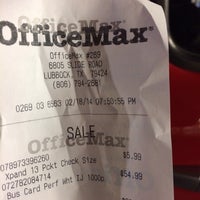 OfficeMax®
OfficeMax #289
6805 SLIDE ROAD
LUBBOCK, TX 79424
(806) 794-2661
0269 03 6563 02/18/14 07:50:55 PM
SALE
OfficeMax®
078973396260
Xpand 13 Pckt Check Size $5.99
072782084714 $54.99
Bus Card Perf Wht IJ 1000p